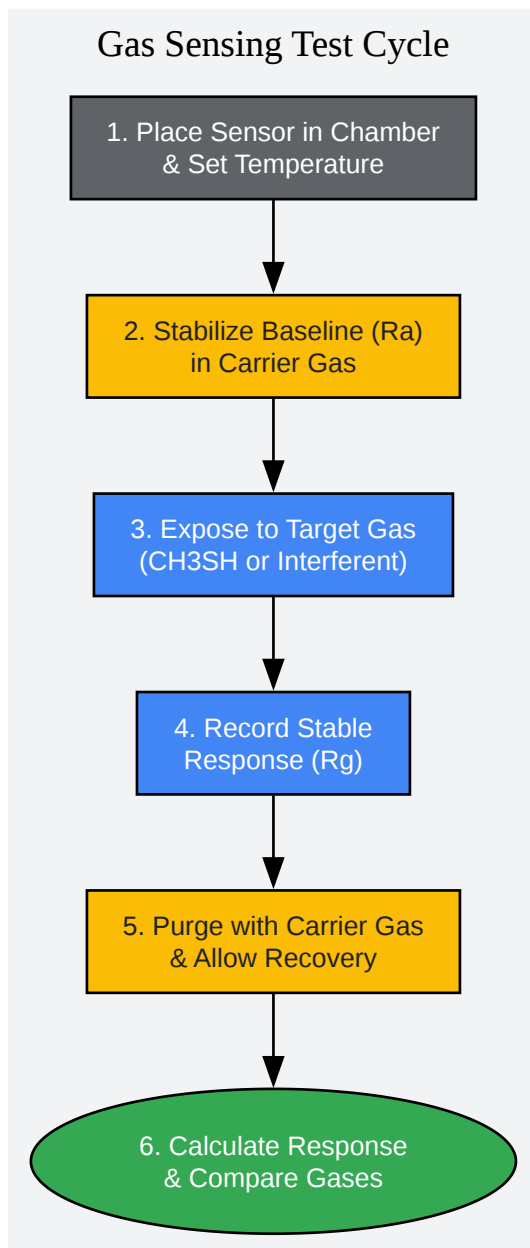 Gas Sensing Test Cycle
1. Place Sensor in Chamber
& Set Temperature
2. Stabilize Baseline (Ra)
in Carrier Gas
3. Expose to Target Gas
(CH3SH or Interferent)
4. Record Stable
Response (Rg)
5. Purge with Carrier Gas
& Allow Recovery
6. Calculate Response
& Compare Gases